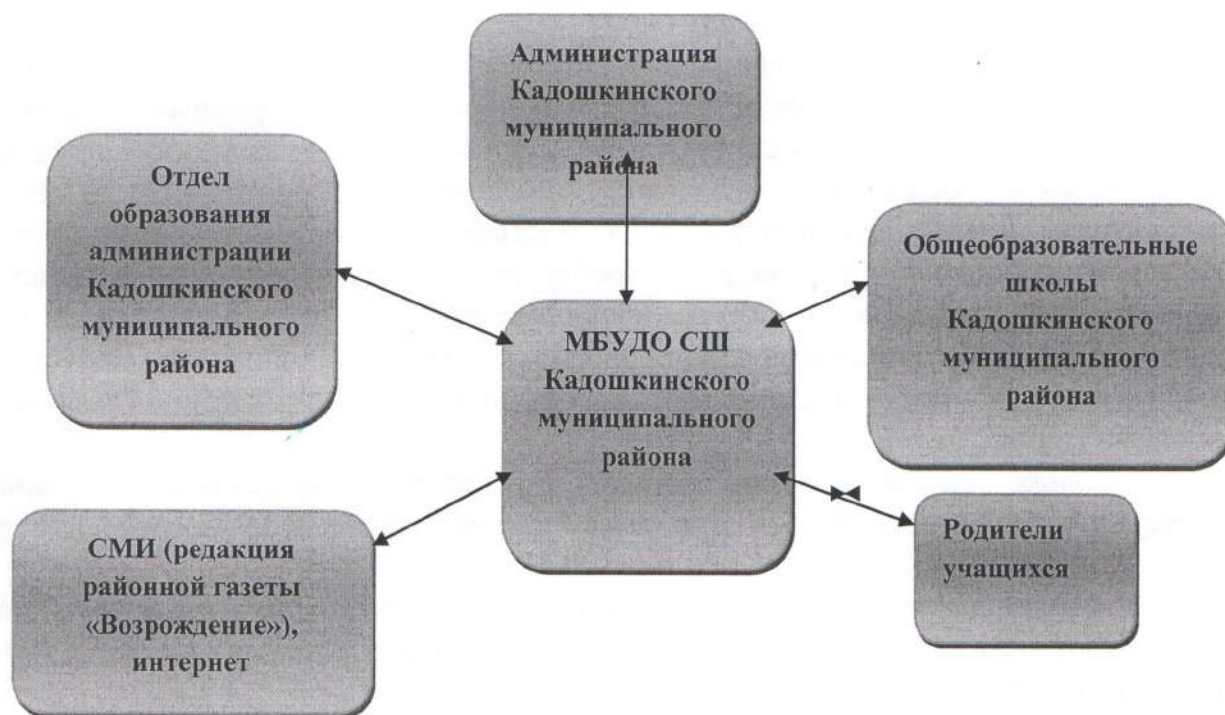 Администрация
Кадошкинского
муниципального
района
Отдел
образования
администрации
Кадошкинского
муниципального
района
Общеобразовательные
школы
Кадошкинского
муниципального
района
МБУДО СШ
Кадошкинского
муниципального
района
СМИ (редакция
районной газеты
«Возрождение»),
интернет
Родители
учащихся